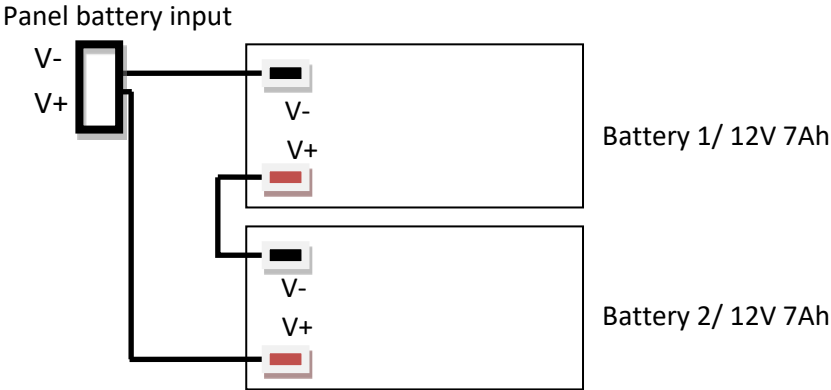 Panel battery input
V-
V+
V-
V+
Battery 1/ 12V 7Ah
V-
V+
Battery 2/ 12V 7Ah